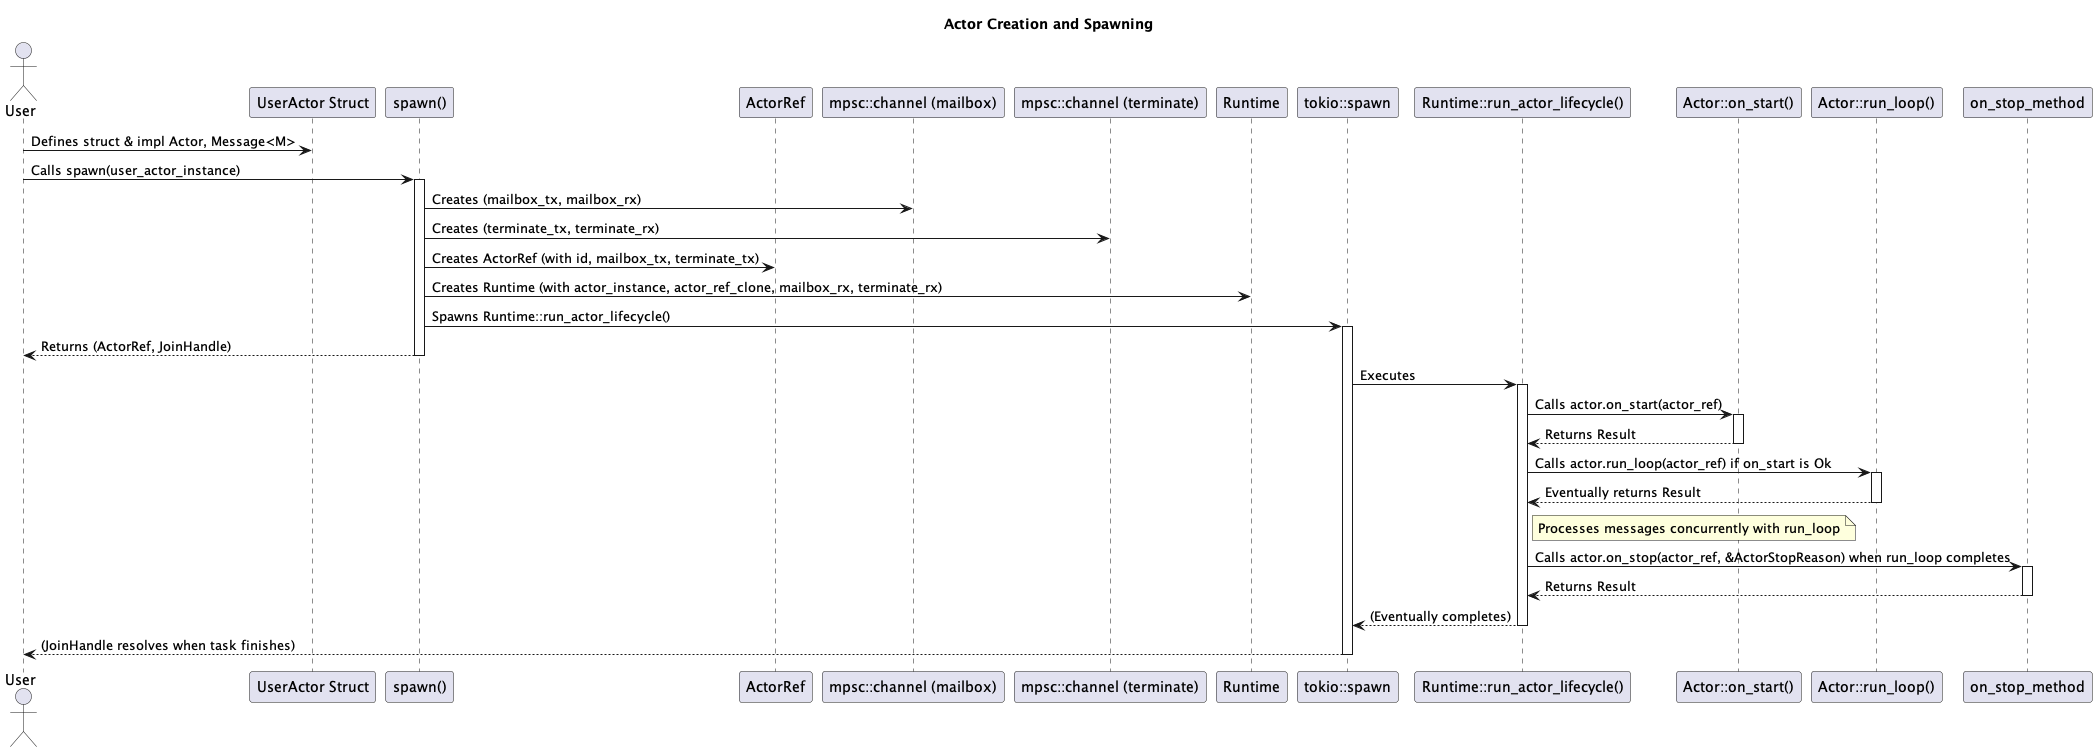 Actor Creation and Spawning
User
UserActor Struct
spawn()
ActorRef
mpsc::channel (mailbox)
mpsc::channel (terminate)
Runtime
tokio::spawn
Runtime::run_actor_lifecycle()
Actor::on_start()
Actor::run_loop()
on_stop_method
Defines struct & impl Actor, Message<M>
Calls spawn(user_actor_instance)
Creates (mailbox_tx, mailbox_rx)
Creates (terminate_tx, terminate_rx)
Creates ActorRef (with id, mailbox_tx, terminate_tx)
Creates Runtime (with actor_instance, actor_ref_clone, mailbox_rx, terminate_rx)
Spawns Runtime::run_actor_lifecycle()
Returns (ActorRef, JoinHandle)
Executes
Calls actor.on_start(actor_ref)
Returns Result
Calls actor.run_loop(actor_ref) if on_start is Ok
Eventually returns Result
Processes messages concurrently with run_loop
Calls actor.on_stop(actor_ref, &ActorStopReason) when run_loop completes
Returns Result
(Eventually completes)
(JoinHandle resolves when task finishes)
User
UserActor Struct
spawn()
ActorRef
mpsc::channel (mailbox)
mpsc::channel (terminate)
Runtime
tokio::spawn
Runtime::run_actor_lifecycle()
Actor::on_start()
Actor::run_loop()
on_stop_method